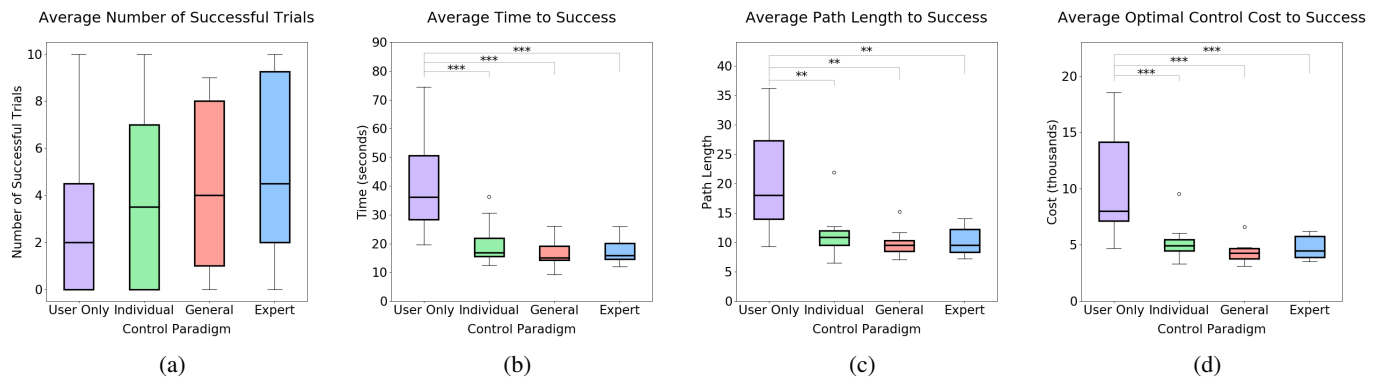 Average Number of Successful Trials
10
8
6
4
2
0
Number of Successful Trials
User Only Individual General Expert
Control Paradigm
(a)
Average Time to Success
90
80
70
60
50
40
30
20
10
0
Time (seconds)
***
***
***
User Only Individual General Expert
Control Paradigm
(b)
Average Path Length to Success
40
35
30
25
20
15
10
5
0
Path Length
**
**
**
User Only Individual General Expert
Control Paradigm
(c)
Average Optimal Control Cost to Success
20
15
10
5
0
Cost (thousands)
***
***
***
User Only Individual General Expert
Control Paradigm
(d)